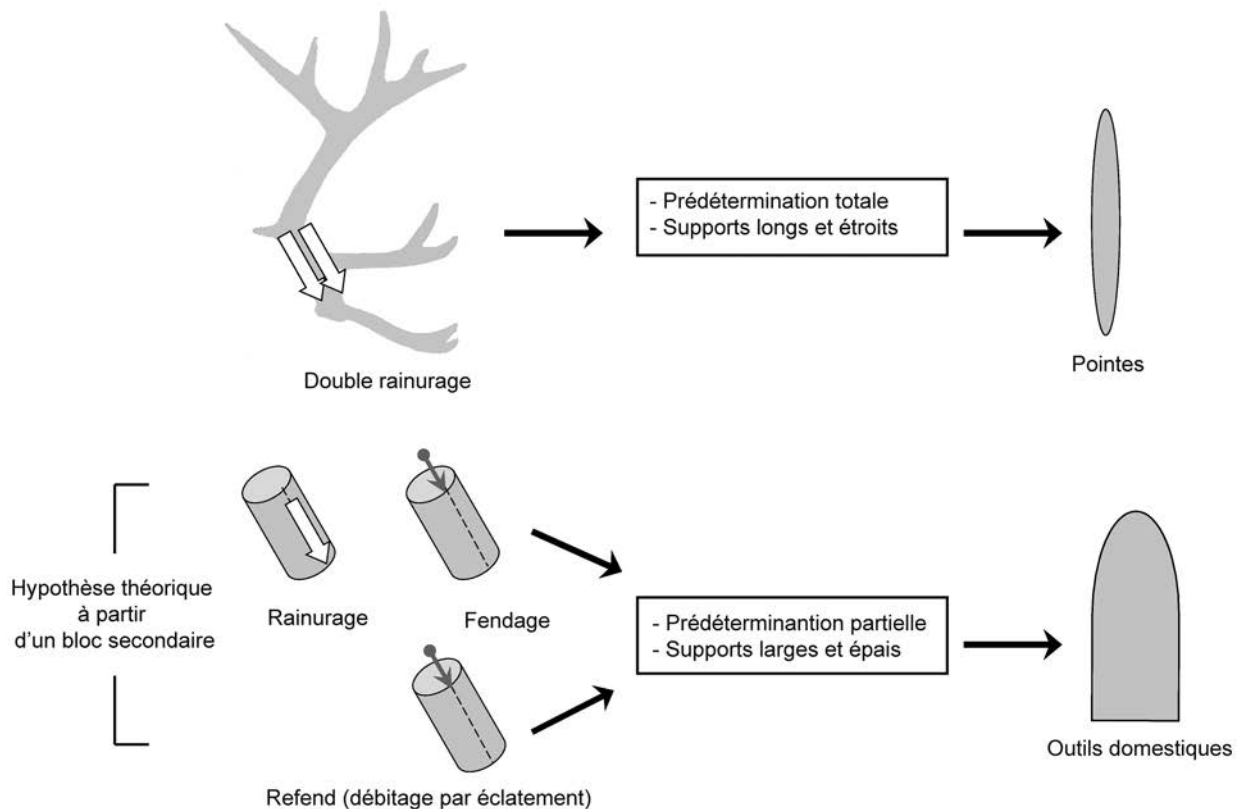 - Prédétermination totale
- Supports longs et étroits
Double rainurage
Pointes
Hypothèse théorique
à partir
d'un bloc secondaire
Rainurage
Fendage
- Prédéterminantion partielle
- Supports larges et épais
Refend (débitage par éclatement)
Outils domestiques